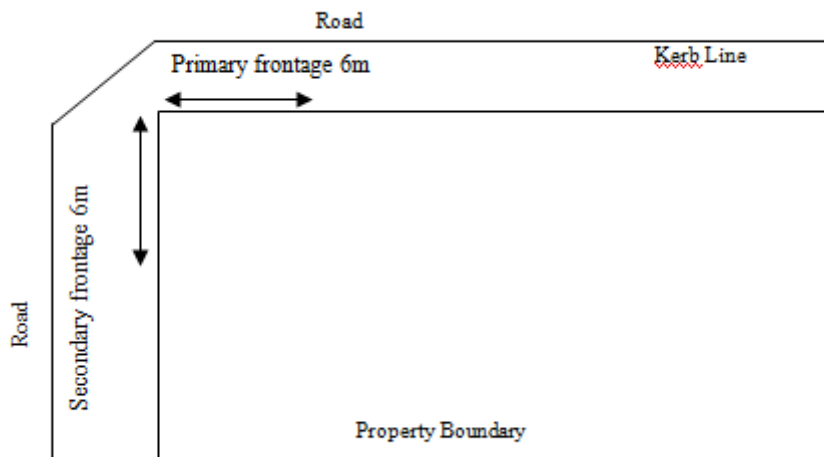 Road
Kerb Line
Primary frontage 6m
Secondary frontage 6m
Road
Property Boundary